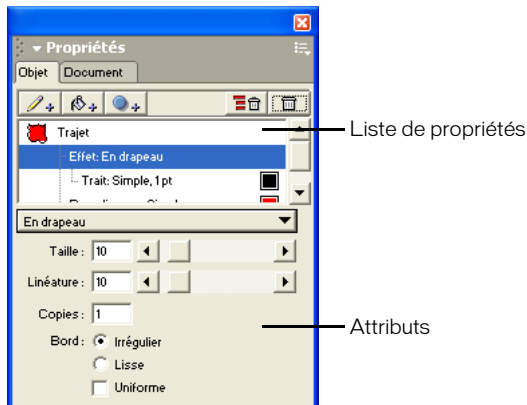 Propriétés
Objet Document
Trajet
Liste de propriétés
Effet: En drapeau
Trait: Simple, 1 pt
En drapeau
Taille: 10
Linéature: 10
Copies: 1
Attributs
Bord: Irrégulier
Lisse
Uniforme